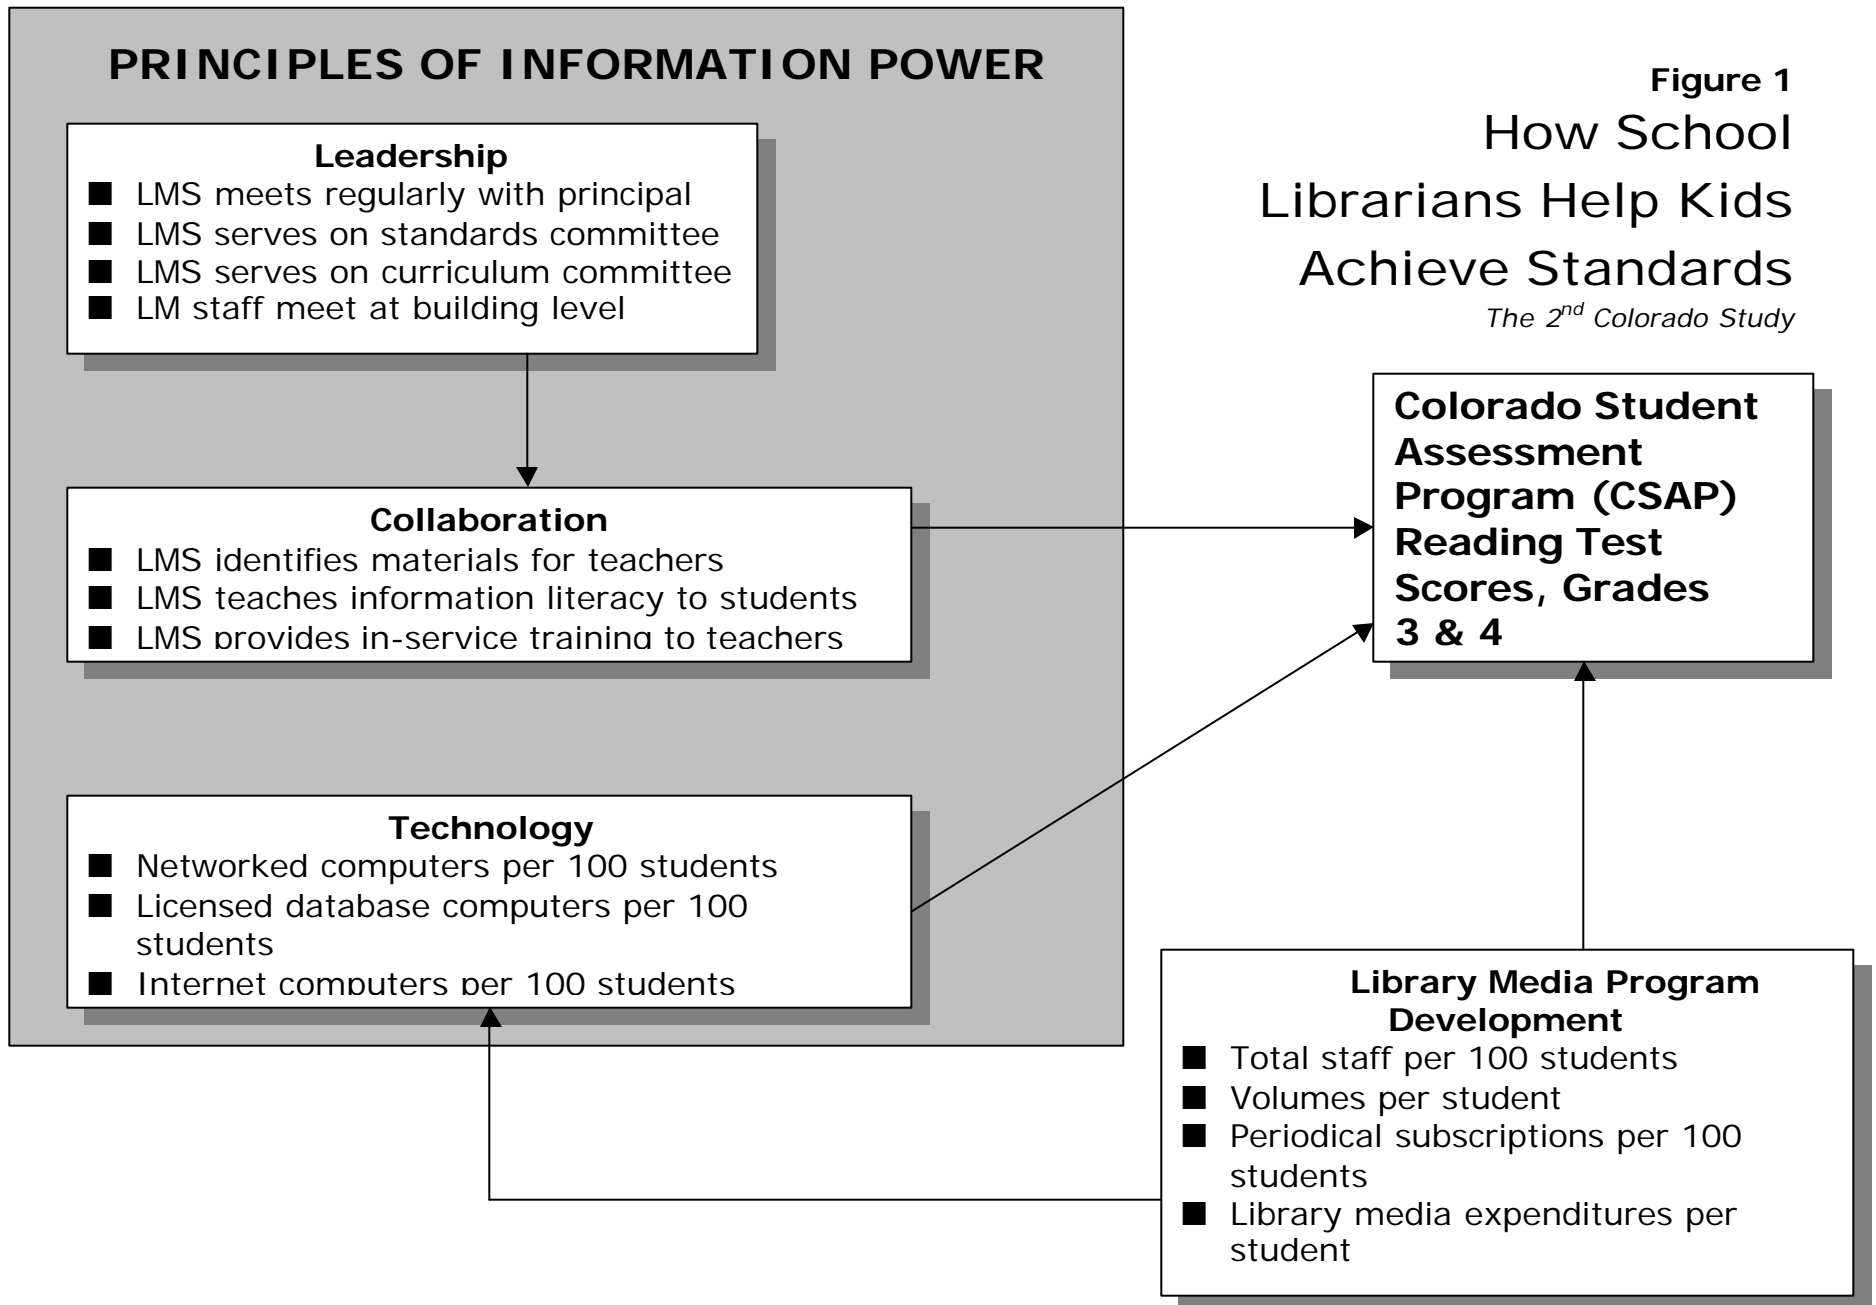 PRINCIPLES OF INFORMATION POWER
Figure 1
How School
Librarians Help Kids
Achieve Standards
The 2nd Colorado Study
Leadership
■ LMS meets regularly with principal
■ LMS serves on standards committee
■ LMS serves on curriculum committee
■ LM staff meet at building level
Collaboration
■ LMS identifies materials for teachers
■ LMS teaches information literacy to students
■ LMS provides in-service training to teachers
Colorado Student
Assessment
Program (CSAP)
Reading Test
Scores, Grades
3 & 4
Technology
■ Networked computers per 100 students
■ Licensed database computers per 100
students
■ Internet computers per 100 students
Library Media Program
Development
■ Total staff per 100 students
■ Volumes per student
■ Periodical subscriptions per 100
students
■ Library media expenditures per
student